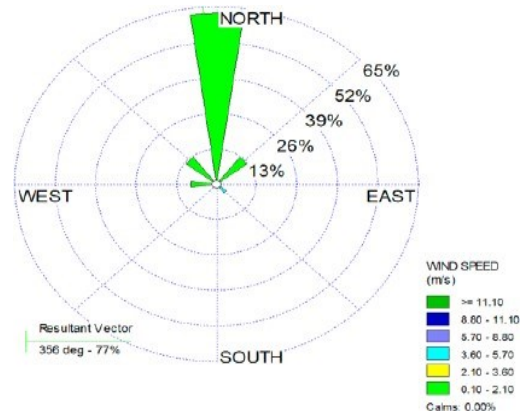 NORTH
65%
52%
39%
26%
13%
WEST
EAST
WIND SPEED
(m/s)
>= 11.10
8.80 - 11.10
5.70 - 8.80
3.60 - 5.70
2.10 - 3.60
0.10 - 2.10
Calms: 0.00%
Resultant Vector
356 deg - 77%
SOUTH